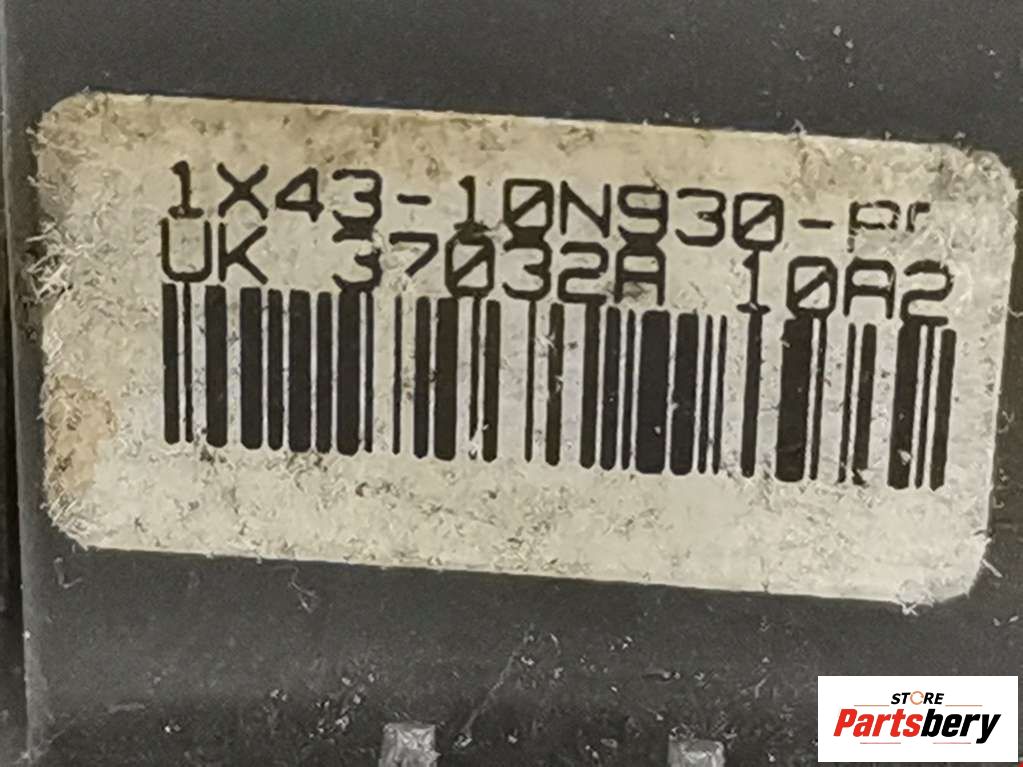 1X43-10N930-
UK 37032A 10A2
STORE
Partsbery